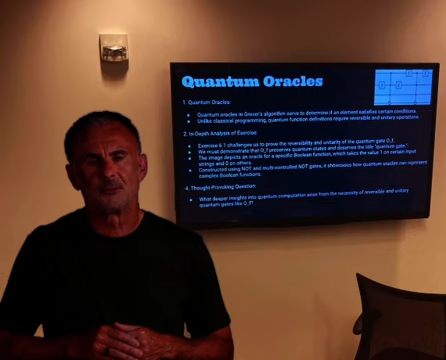 Quantum Oracles
1. Quantum Oracles:
● Quantum oracles in Grover's algorithm serve to determine if an element satisfies certain conditions.
● Unlike classical programming, quantum function definitions require reversible and unitary operations.
2. In-Depth Analysis of Exercise:
● Exercise 6.1 challenges us to prove the reversibility and unitarity of the quantum gate O_f.
● We must demonstrate that O_f preserves quantum states and deserves the title "quantum gate."
● The image depicts an oracle for a specific Boolean function, which takes the value 1 on certain input
strings and 0 on others.
● Constructed using NOT and multi-controlled NOT gates, it showcases how quantum oracles can represent
complex Boolean functions.
4. Thought-Provoking Question:
● What deeper insights into quantum computation arise from the necessity of reversible and unitary
quantum gates like O_f?